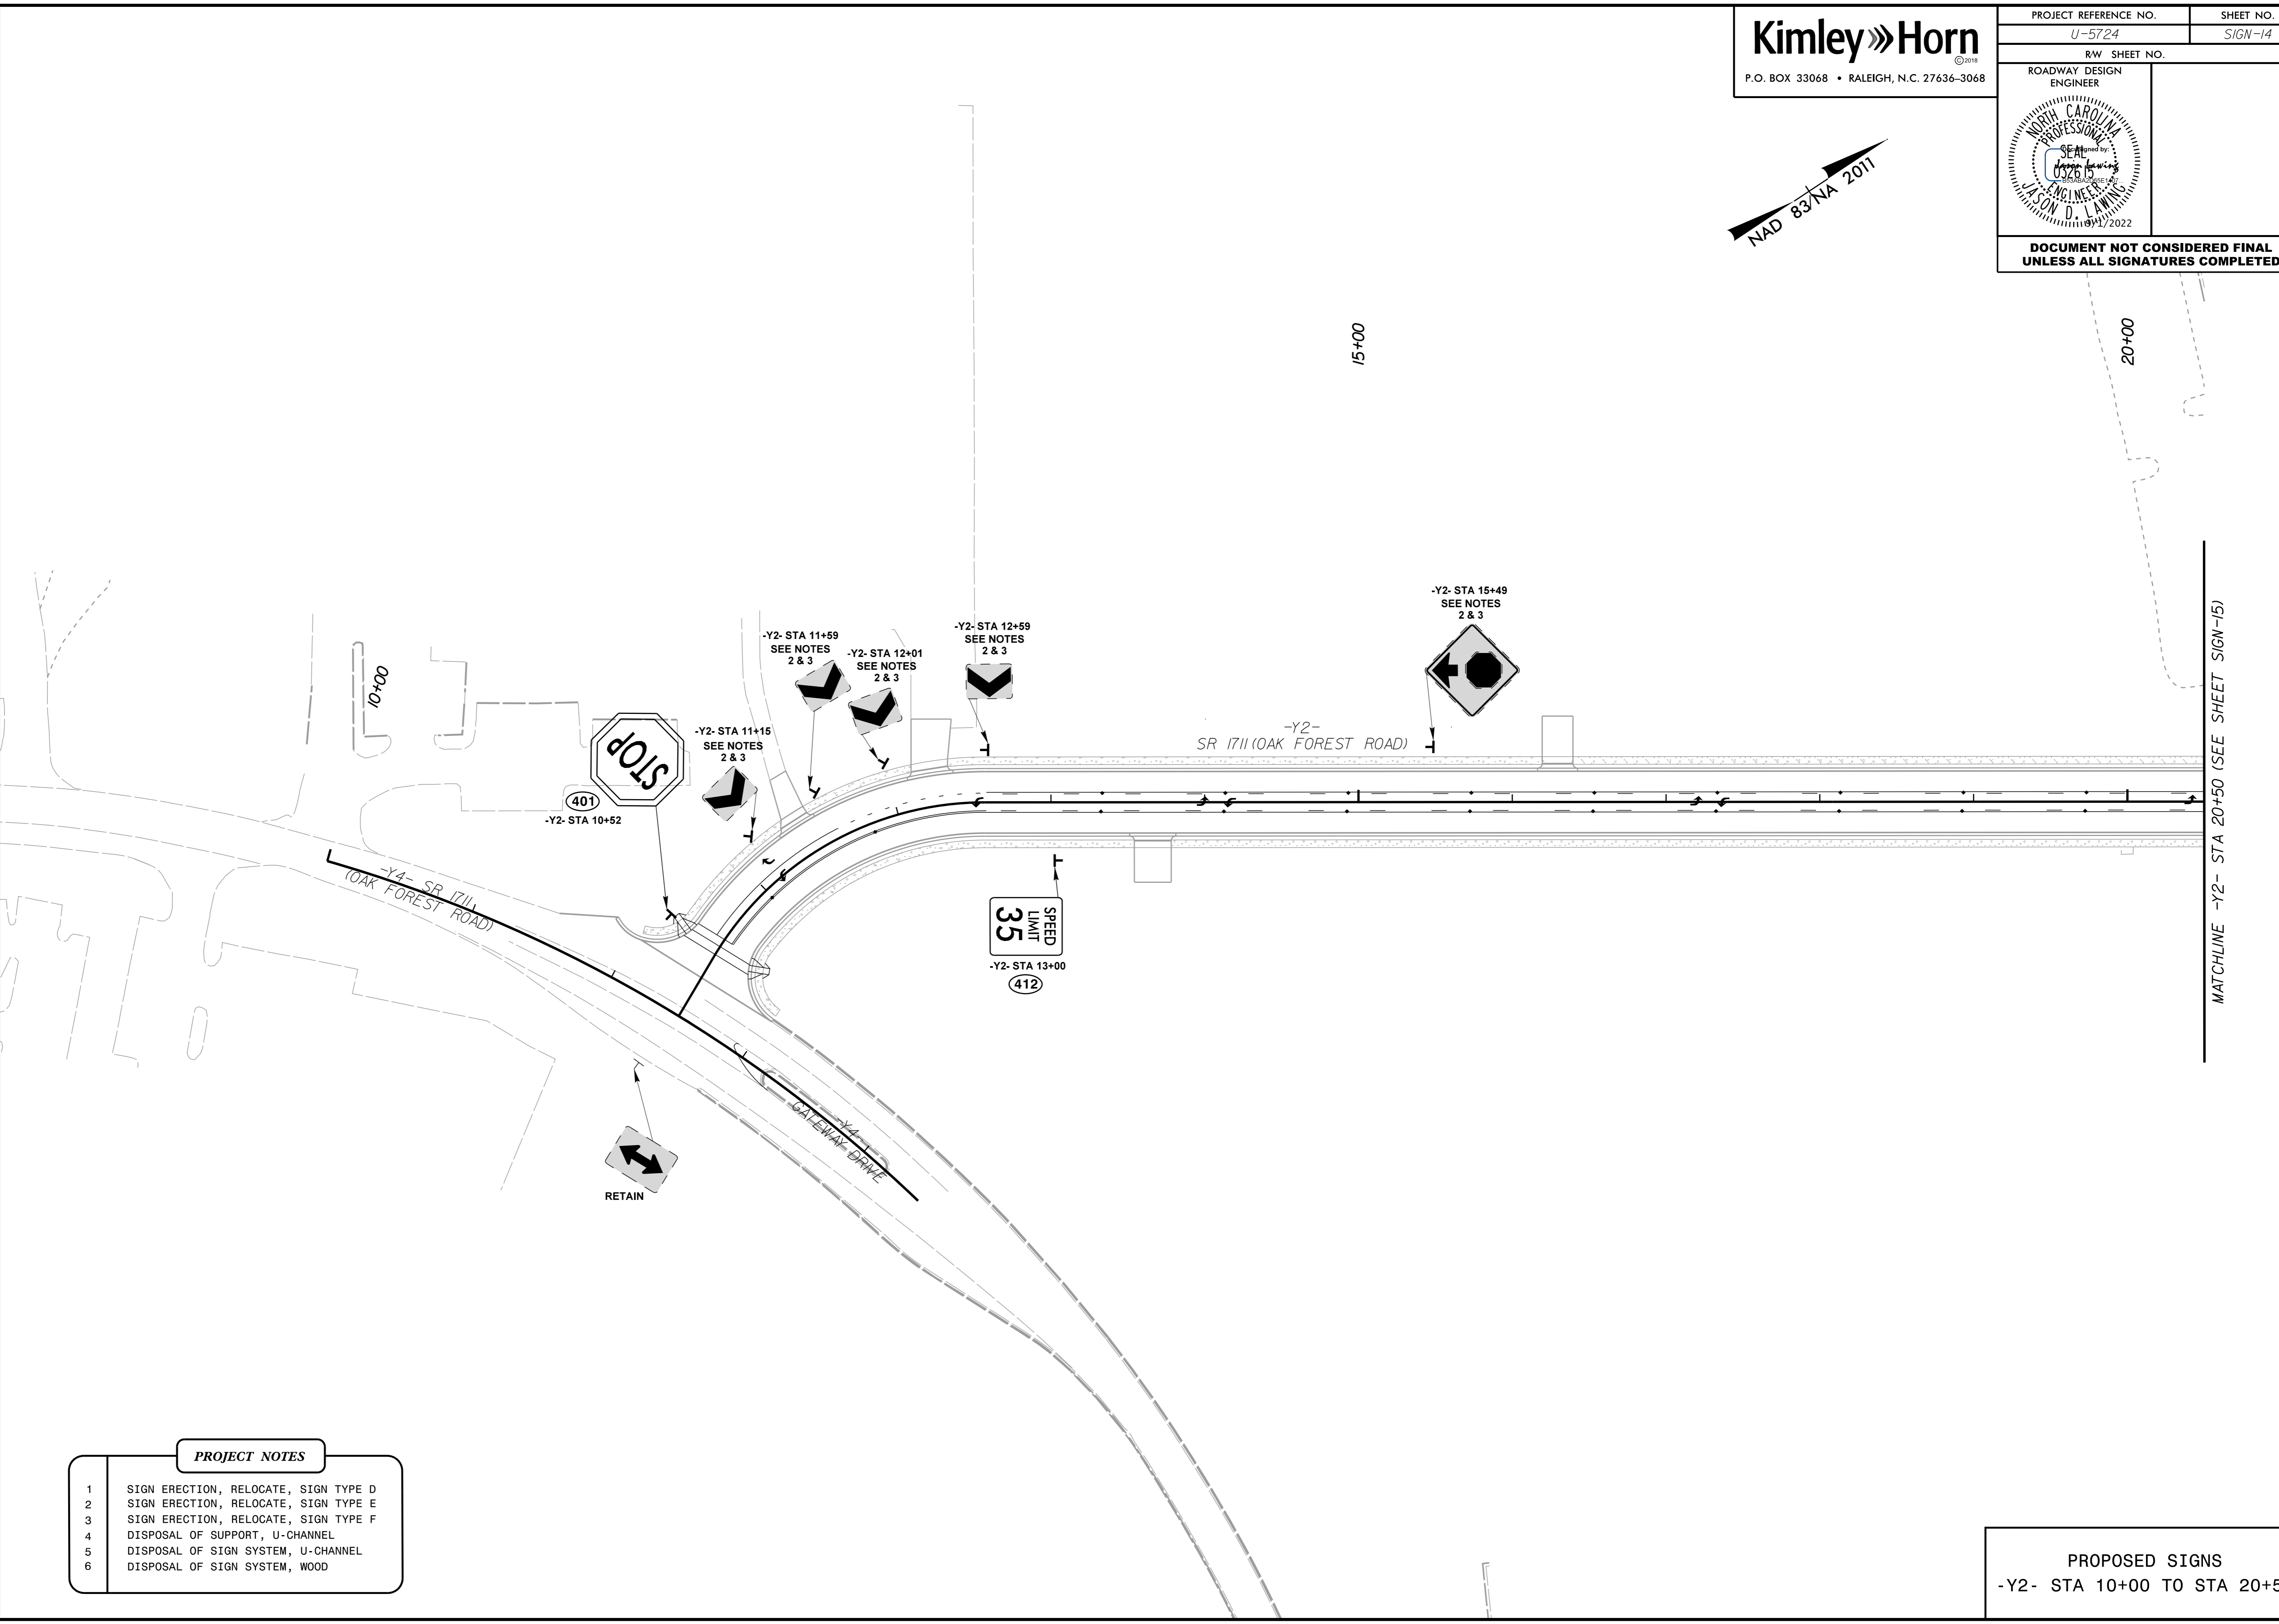 Kimley»Horn
© 2018
P.O. BOX 33068 • RALEIGH, N.C. 27636–3068
PROJECT REFERENCE NO.
SHEET NO.
U-5724
SIGN-14
R/W SHEET NO.
ROADWAY DESIGN
ENGINEER
NORTH CAROLINA
PROFESSIONAL
SEAL
032615
ENGINEER
JASON D. LAWING
DOCUMENT NOT CONSIDERED FINAL
UNLESS ALL SIGNATURES COMPLETED
NAD 83/NA 2011
15+00
20+00
10+00
-Y2- STA 15+49
SEE NOTES
2 & 3
-Y2- STA 12+59
SEE NOTES
2 & 3
-Y2- STA 11+59
SEE NOTES
2 & 3
-Y2- STA 12+01
SEE NOTES
2 & 3
-Y2- STA 11+15
SEE NOTES
2 & 3
STOP
401
-Y2- STA 10+52
-Y2-
SR 1711 (OAK FOREST ROAD)
MATCHLINE -Y2- STA 20+50 (SEE SHEET SIGN-15)
-Y4- SR 1711
(OAK FOREST ROAD)
SPEED
LIMIT
35
-Y2- STA 13+00
412
-Y4-
GATEWAY DRIVE
RETAIN
PROJECT NOTES
1 SIGN ERECTION, RELOCATE, SIGN TYPE D
2 SIGN ERECTION, RELOCATE, SIGN TYPE E
3 SIGN ERECTION, RELOCATE, SIGN TYPE F
4 DISPOSAL OF SUPPORT, U-CHANNEL
5 DISPOSAL OF SIGN SYSTEM, U-CHANNEL
6 DISPOSAL OF SIGN SYSTEM, WOOD
PROPOSED SIGNS
-Y2- STA 10+00 TO STA 20+5